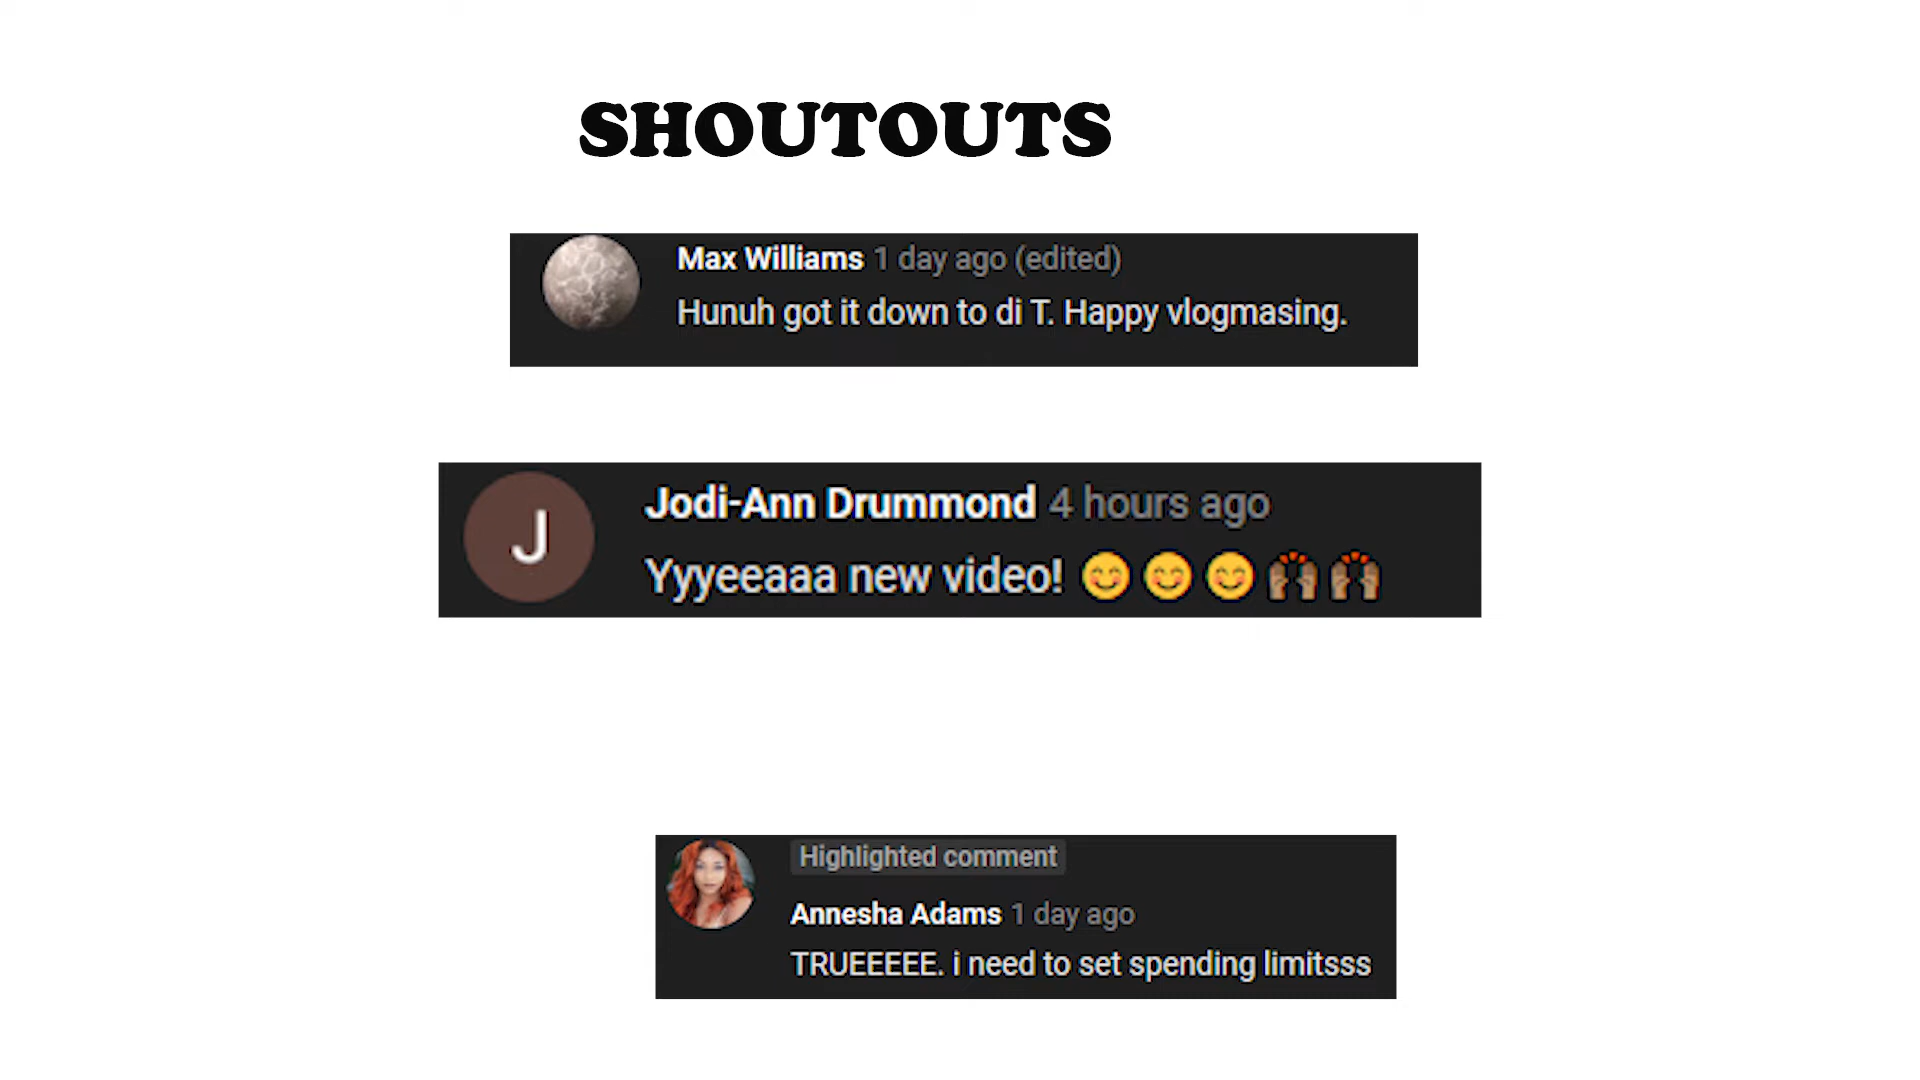 SHOUTOUTS
Max Williams 1 day ago (edited)
Hunuh got it down to di T. Happy vlogmasing.
J
Jodi-Ann Drummond 4 hours ago
Yyyeeaaa new video! 😊😊😊🙌🏽🙌🏽
Highlighted comment
Annesha Adams 1 day ago
TRUEEEEE. i need to set spending limitsss